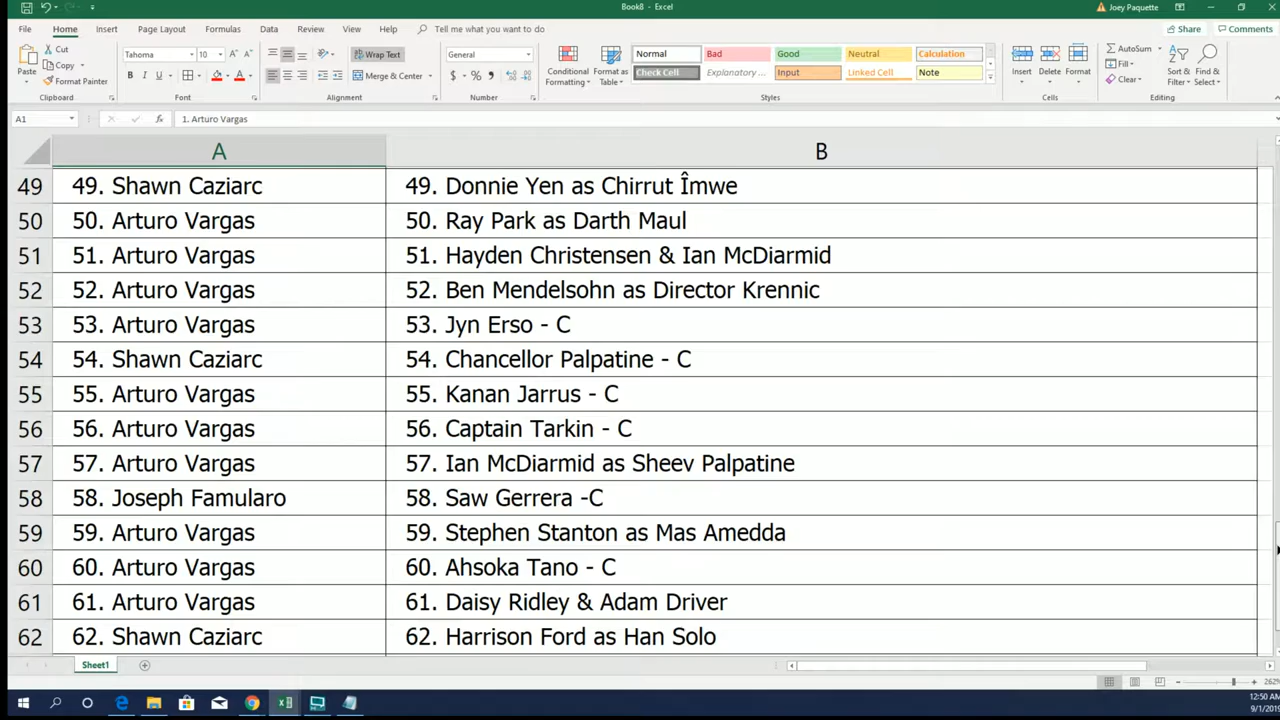 Book8 - Excel
Joey Paquette
File Home Insert Page Layout Formulas Data Review View Help Tell me what you want to do Share Comments
Paste Cut Copy Format Painter Clipboard
Tahoma 10 B I U A Font
Wrap Text Merge & Center Alignment
General $ % Number
Conditional Formatting Format as Table
Normal Bad Good Neutral Calculation
Check Cell Explanatory ... Input Linked Cell Note
Styles
Insert Delete Format Cells
AutoSum Fill Clear Sort & Filter Find & Select Editing
A1 fx 1. Arturo Vargas
A B
49 49. Shawn Caziarc 49. Donnie Yen as Chirrut Îmwe
50 50. Arturo Vargas 50. Ray Park as Darth Maul
51 51. Arturo Vargas 51. Hayden Christensen & Ian McDiarmid
52 52. Arturo Vargas 52. Ben Mendelsohn as Director Krennic
53 53. Arturo Vargas 53. Jyn Erso - C
54 54. Shawn Caziarc 54. Chancellor Palpatine - C
55 55. Arturo Vargas 55. Kanan Jarrus - C
56 56. Arturo Vargas 56. Captain Tarkin - C
57 57. Arturo Vargas 57. Ian McDiarmid as Sheev Palpatine
58 58. Joseph Famularo 58. Saw Gerrera -C
59 59. Arturo Vargas 59. Stephen Stanton as Mas Amedda
60 60. Arturo Vargas 60. Ahsoka Tano - C
61 61. Arturo Vargas 61. Daisy Ridley & Adam Driver
62 62. Shawn Caziarc 62. Harrison Ford as Han Solo
Sheet1
262%
12:50 AM
9/1/2019